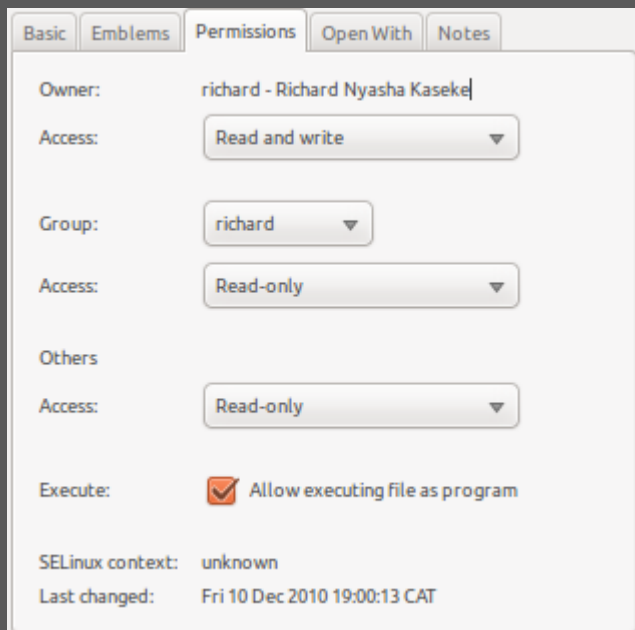 Basic Emblems Permissions Open With Notes
Owner: richard - Richard Nyasha Kaseke
Access: Read and write
Group: richard
Access: Read-only
Others
Access: Read-only
Execute: Allow executing file as program
SELinux context: unknown
Last changed: Fri 10 Dec 2010 19:00:13 CAT